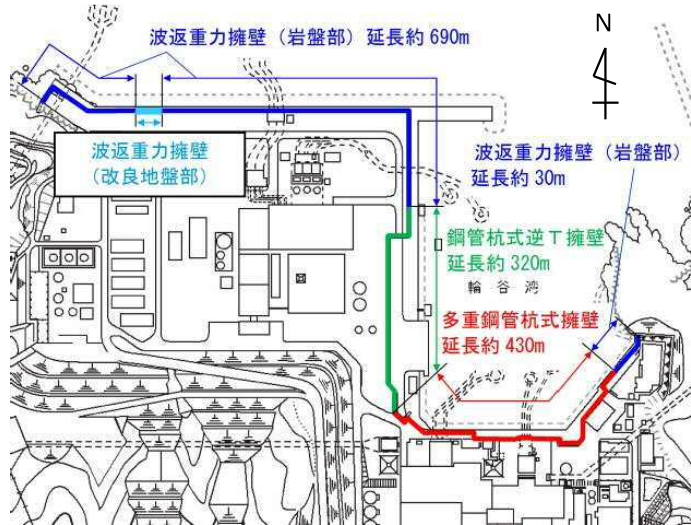 波返重力擁壁（岩盤部）延長約 690m
N
波返重力擁壁
（改良地盤部）
波返重力擁壁（岩盤部）
延長約 30m
鋼管杭式逆Ｔ擁壁
延長約 320m
輪谷湾
多重鋼管杭式擁壁
延長約 430m